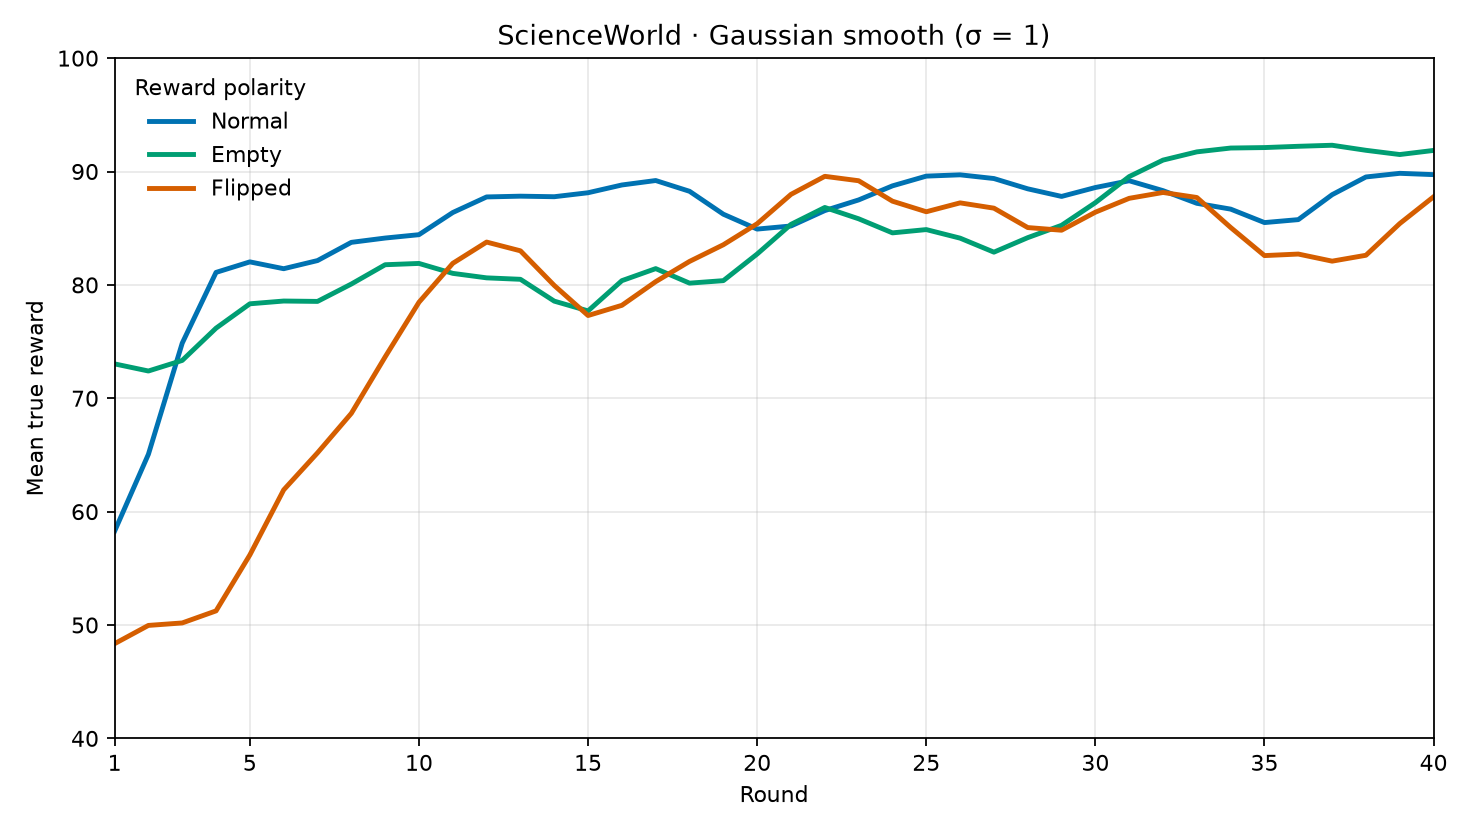 ScienceWorld · Gaussian smooth (σ = 1)
Reward polarity
Normal
Empty
Flipped
Mean true reward
100
90
80
70
60
50
40
1 5 10 15 20 25 30 35 40
Round